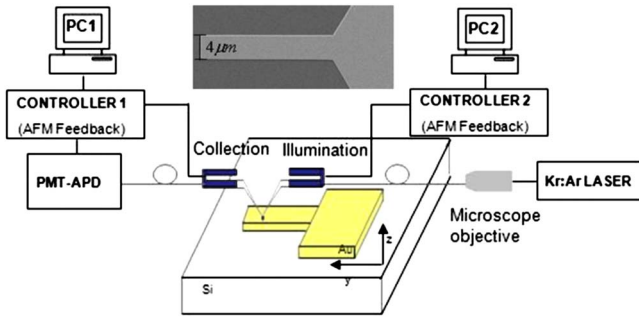 PC1
PC2
4 μm
CONTROLLER 1
(AFM Feedback)
CONTROLLER 2
(AFM Feedback)
Collection
Illumination
PMT-APD
Kr:Ar LASER
Microscope
objective
Au
z
y
Si